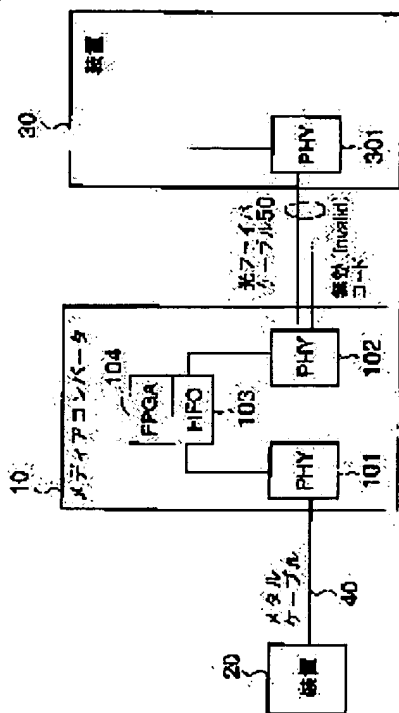 10
メディアコンバータ
104
FPGA
FIFO
103
PHY
101
PHY
102
20
装置
メタル
ケーブル
40
光ファイバ
ケーブル50
無効(Invalid)
コード
30
装置
PHY
301